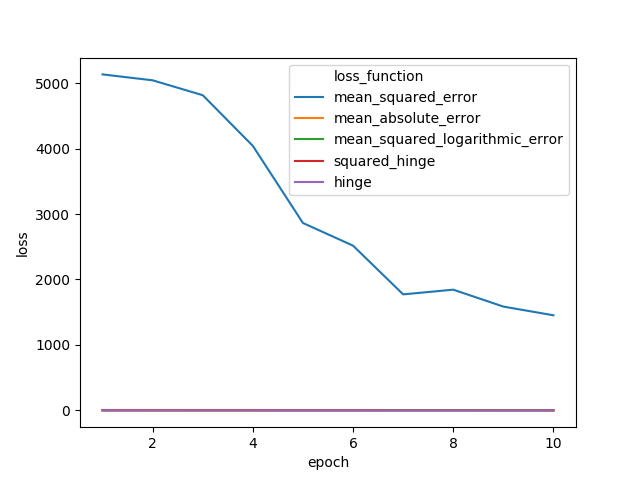 5000
4000
3000
2000
1000
0
loss
loss_function
mean_squared_error
mean_absolute_error
mean_squared_logarithmic_error
squared_hinge
hinge
2
4
6
8
10
epoch